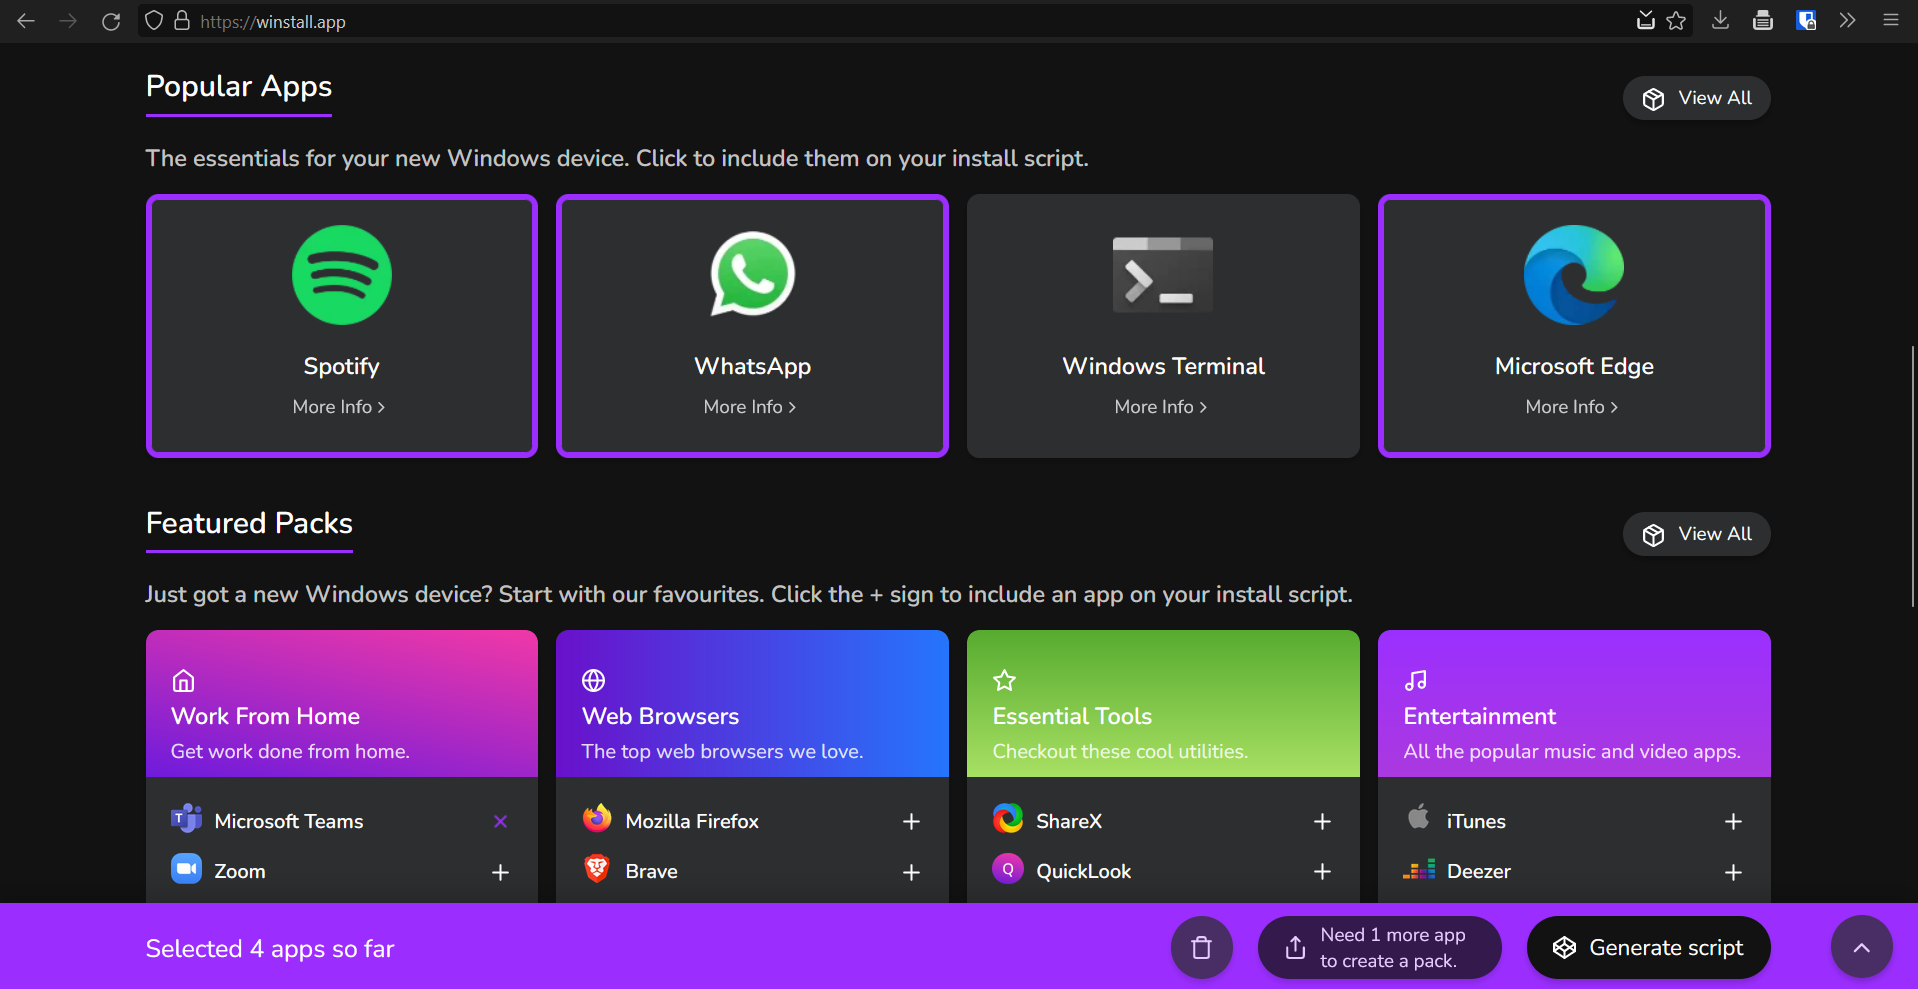 https://winstall.app
Popular Apps
View All
The essentials for your new Windows device. Click to include them on your install script.
Spotify
More Info
WhatsApp
More Info
Windows Terminal
More Info
Microsoft Edge
More Info
Featured Packs
View All
Just got a new Windows device? Start with our favourites. Click the + sign to include an app on your install script.
Work From Home
Get work done from home.
T Microsoft Teams
Zoom
Web Browsers
The top web browsers we love.
Mozilla Firefox
Brave
Essential Tools
Checkout these cool utilities.
ShareX
Q QuickLook
Entertainment
All the popular music and video apps.
iTunes
Deezer
Selected 4 apps so far
Need 1 more app
to create a pack.
Generate script